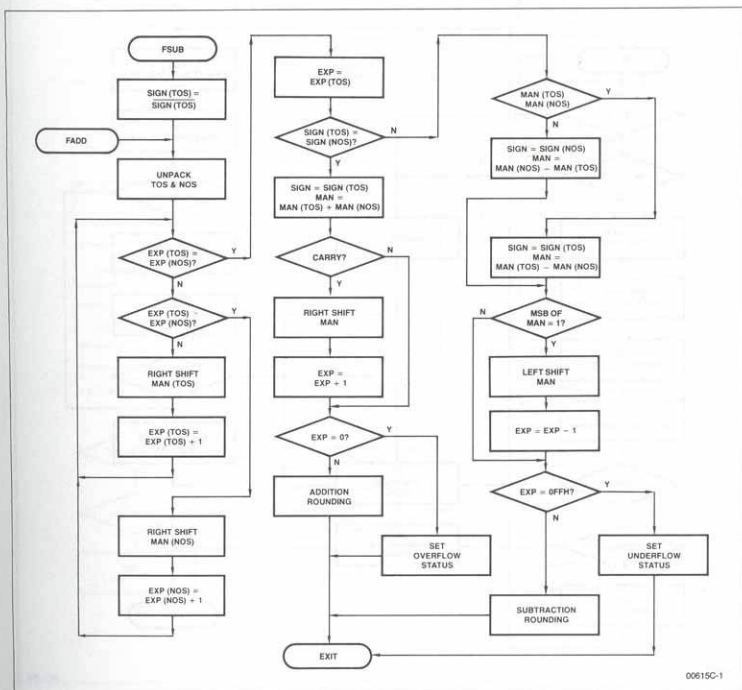 FSUB
SIGN (TOS) =
SIGN (TOS)
FADD
UNPACK
TOS & NOS
EXP (TOS) =
EXP (NOS)?
Y
N
EXP (TOS) -
EXP (NOS)?
Y
N
RIGHT SHIFT
MAN (TOS)
EXP (TOS) =
EXP (TOS) + 1
RIGHT SHIFT
MAN (NOS)
EXP (NOS) =
EXP (NOS) + 1
EXP =
EXP (TOS)
SIGN (TOS) =
SIGN (NOS)?
N
Y
SIGN = SIGN (TOS)
MAN =
MAN (TOS) + MAN (NOS)
CARRY?
N
Y
RIGHT SHIFT
MAN
EXP =
EXP + 1
EXP = 0?
Y
N
ADDITION
ROUNDING
SET
OVERFLOW
STATUS
EXIT
MAN (TOS)
MAN (NOS)
Y
N
SIGN = SIGN (NOS)
MAN =
MAN (NOS) - MAN (TOS)
SIGN = SIGN (TOS)
MAN =
MAN (TOS) - MAN (NOS)
MSB OF
MAN = 1?
N
Y
LEFT SHIFT
MAN
EXP = EXP - 1
EXP = 0FFH?
Y
N
SET
UNDERFLOW
STATUS
SUBTRACTION
ROUNDING
00615C-1